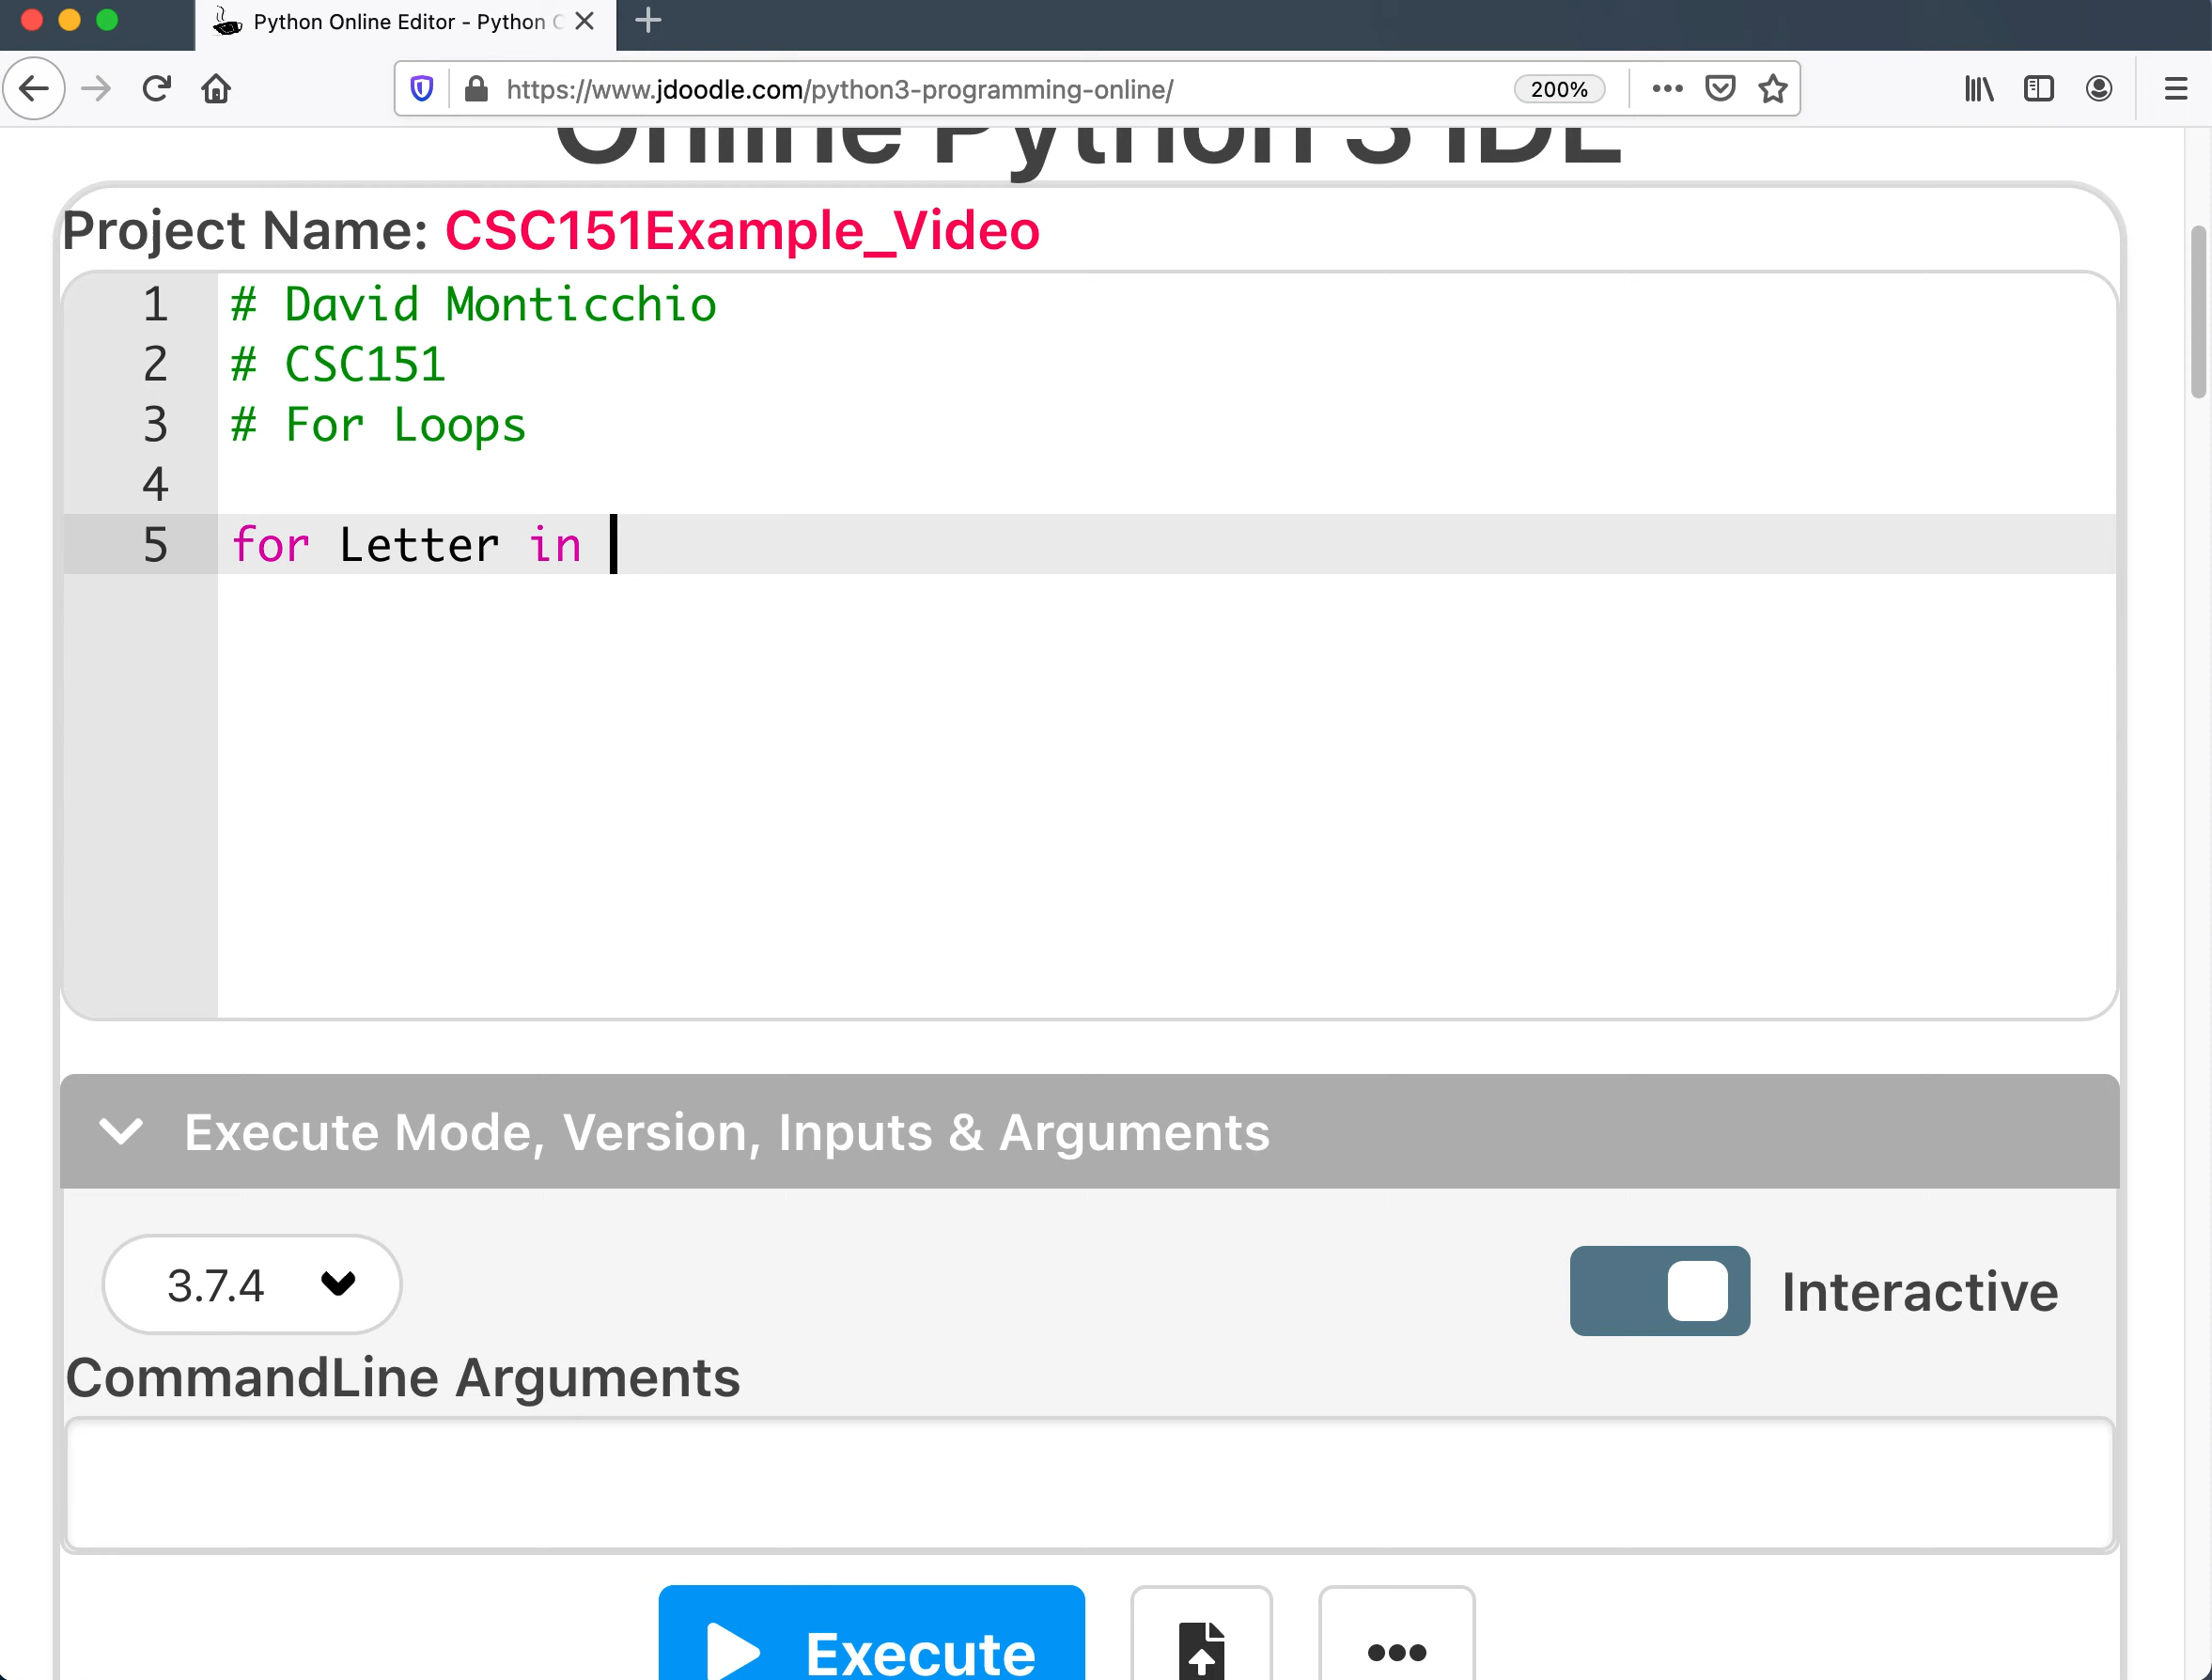 Python Online Editor - Python
https://www.jdoodle.com/python3-programming-online/
200%
Online Python 3 IDE
Project Name: CSC151Example_Video
1 # David Monticchio
2 # CSC151
3 # For Loops
4
5 for Letter in
Execute Mode, Version, Inputs & Arguments
3.7.4
Interactive
CommandLine Arguments
Execute